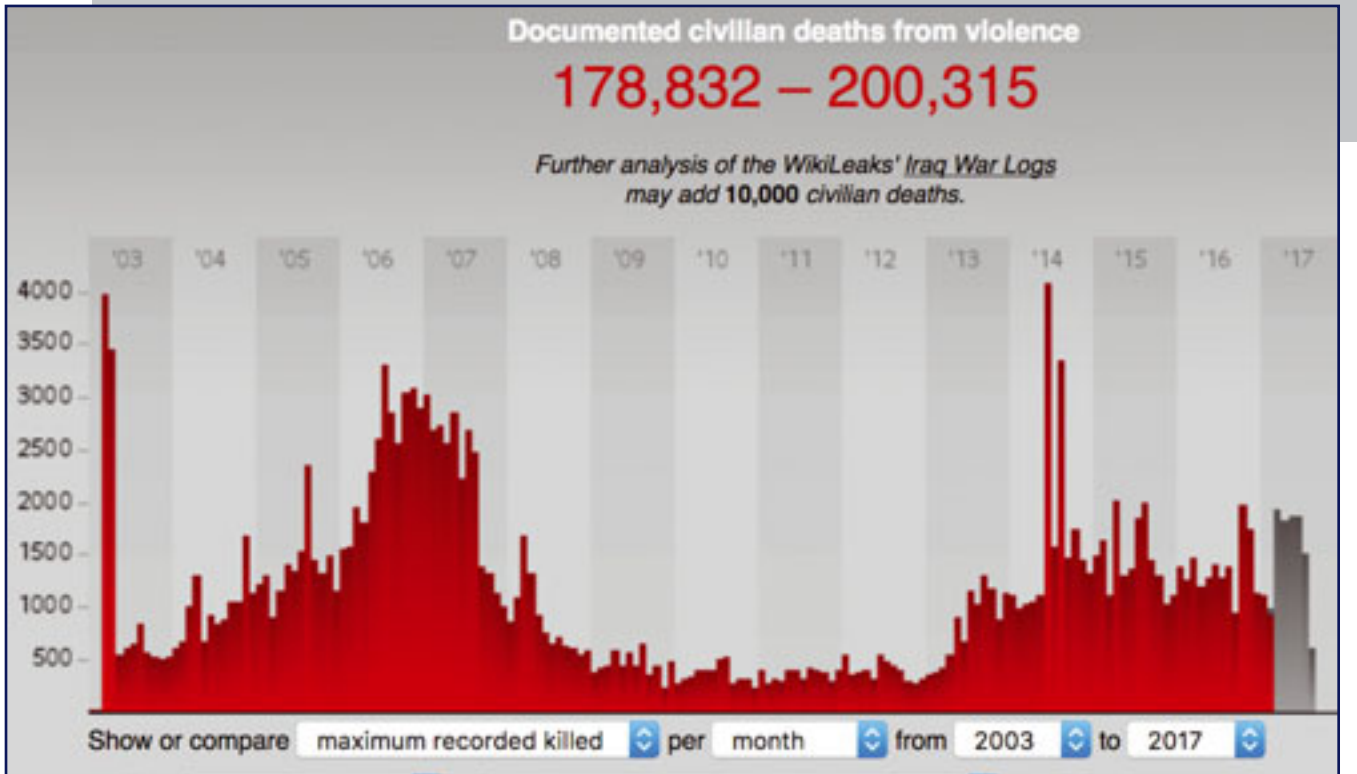 Documented civilian deaths from violence
178,832 – 200,315
Further analysis of the WikiLeaks' Iraq War Logs
may add 10,000 civilian deaths.
'03 '04 '05 '06 '07 '08 '09 '10 '11 '12 '13 '14 '15 '16 '17
4000
3500
3000
2500
2000
1500
1000
500
Show or compare maximum recorded killed per month from 2003 to 2017